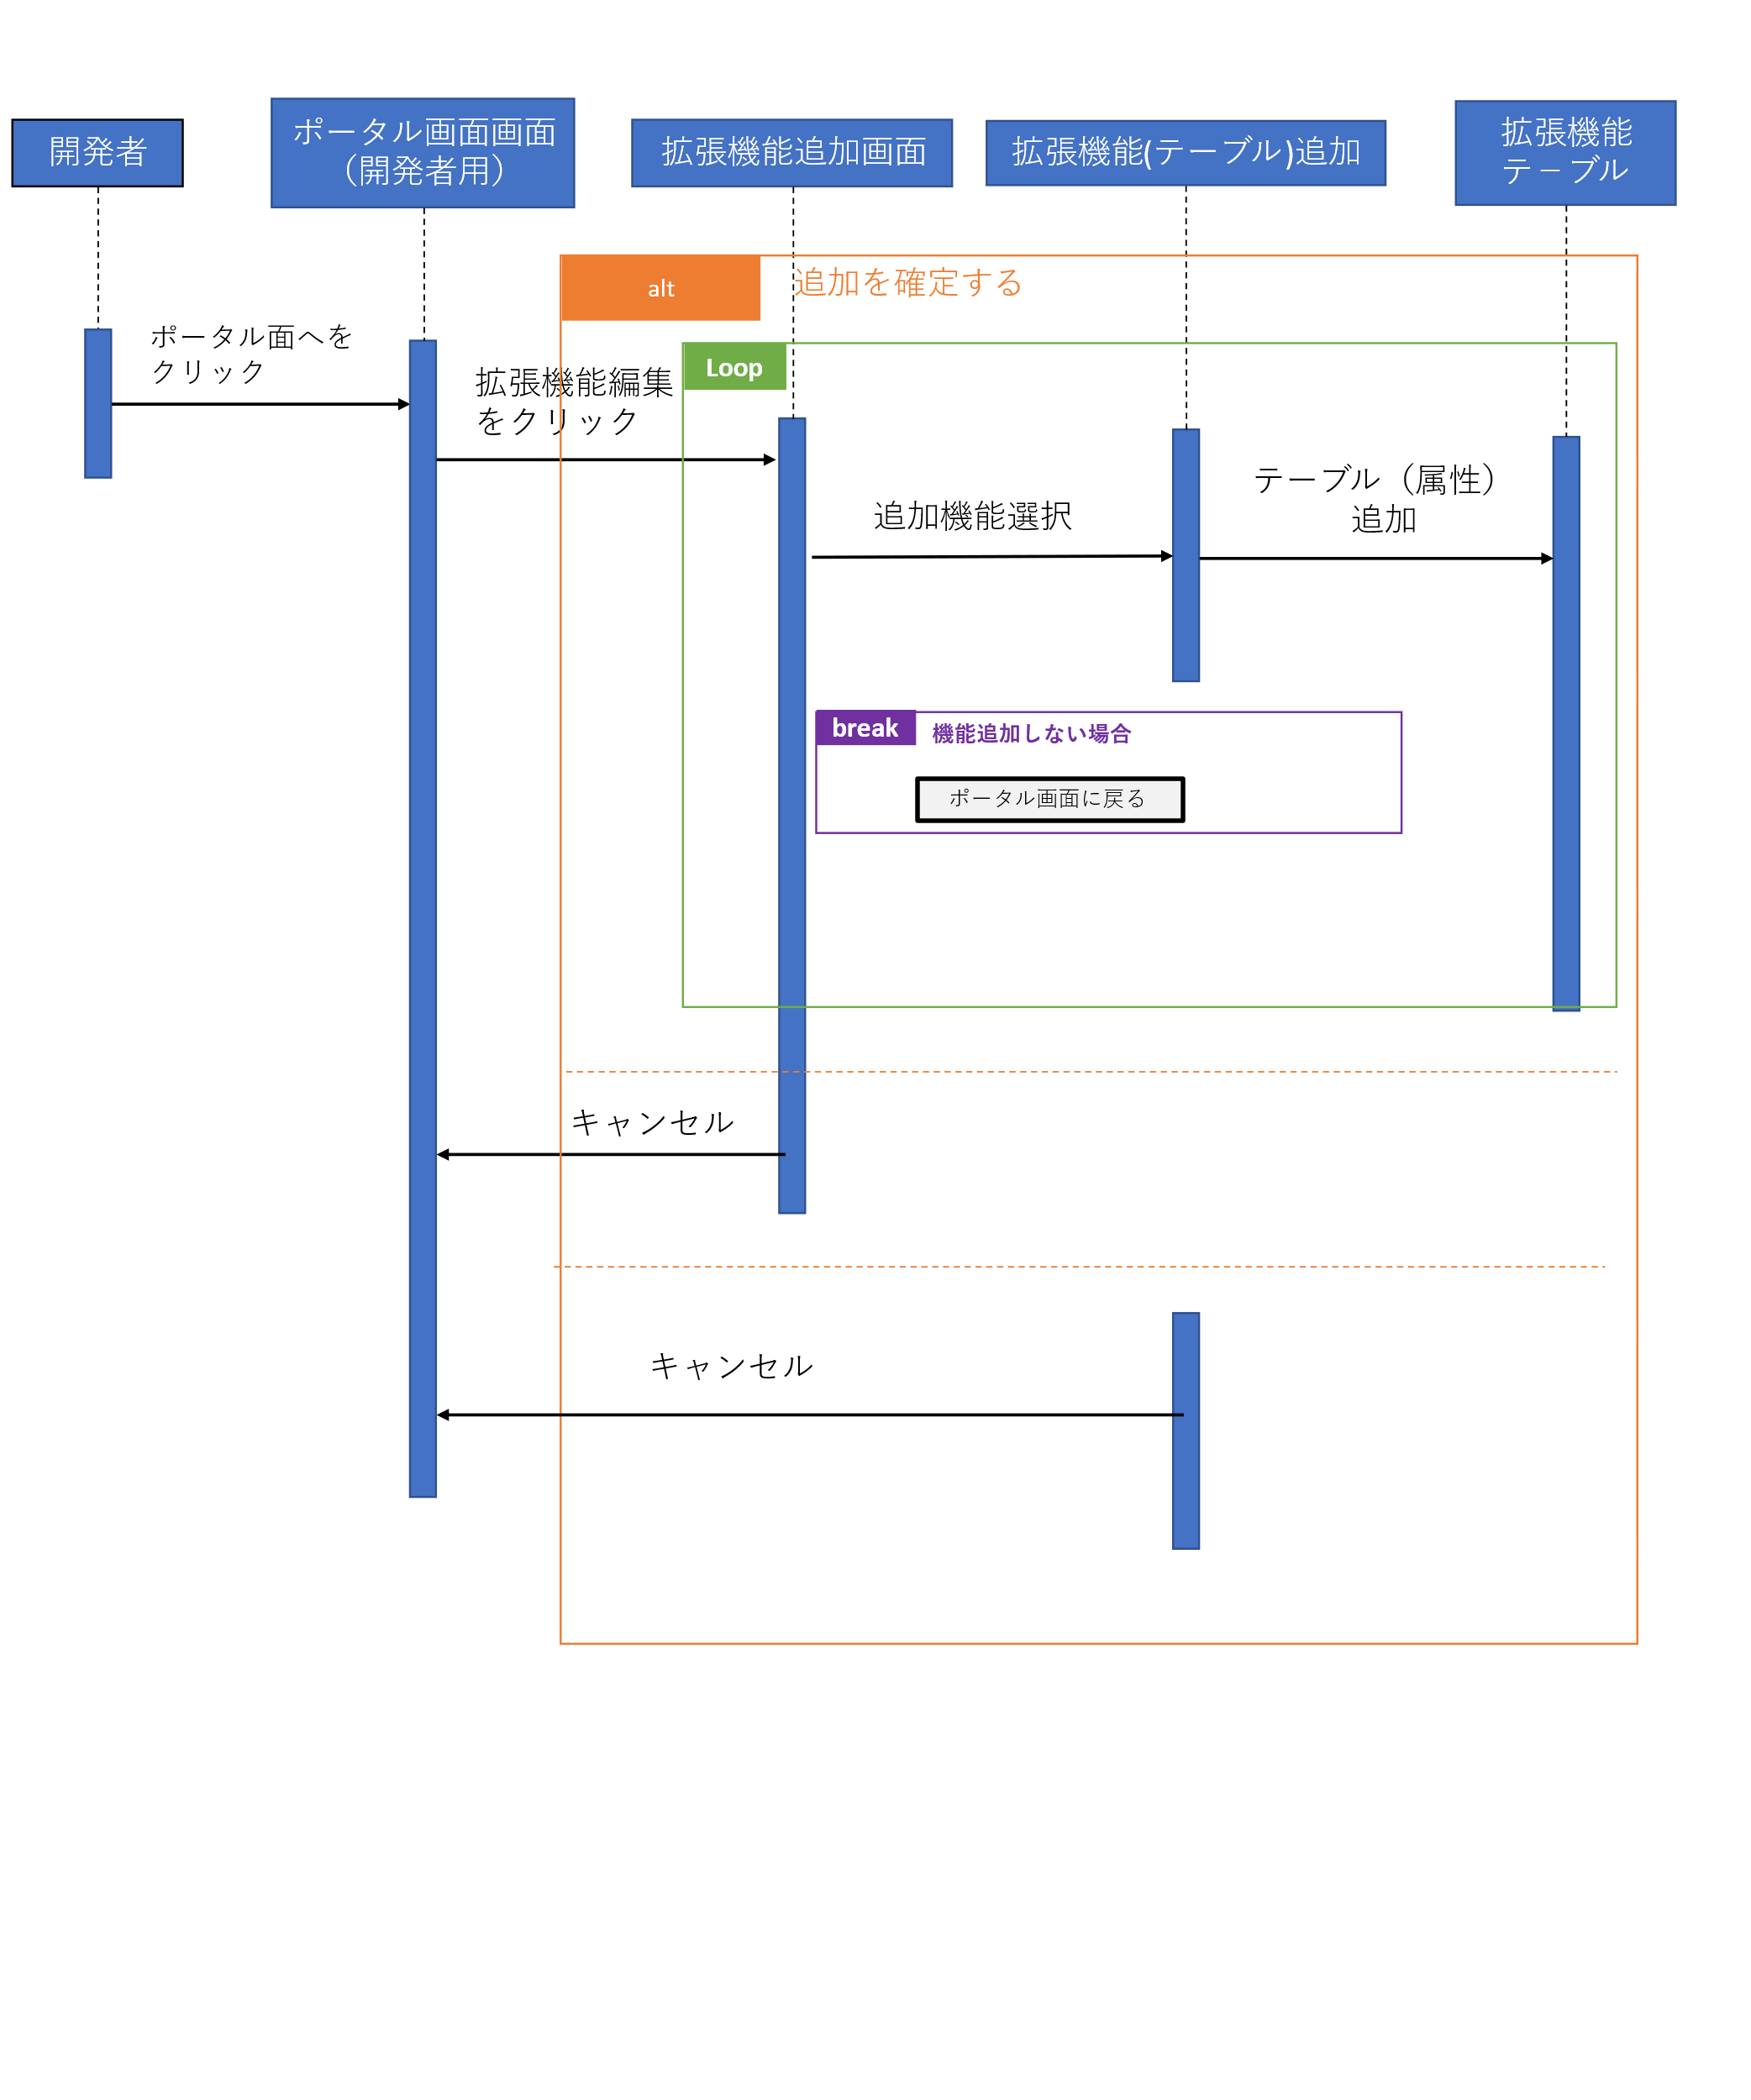 開発者
ポータル画面画面
（開発者用）
拡張機能追加画面
拡張機能(テーブル)追加
拡張機能
テ－ブル
alt
追加を確定する
ポータル面へを
クリック
Loop
拡張機能編集
をクリック
テーブル（属性）
追加
追加機能選択
break
機能追加しない場合
ポータル画面に戻る
キャンセル
キャンセル